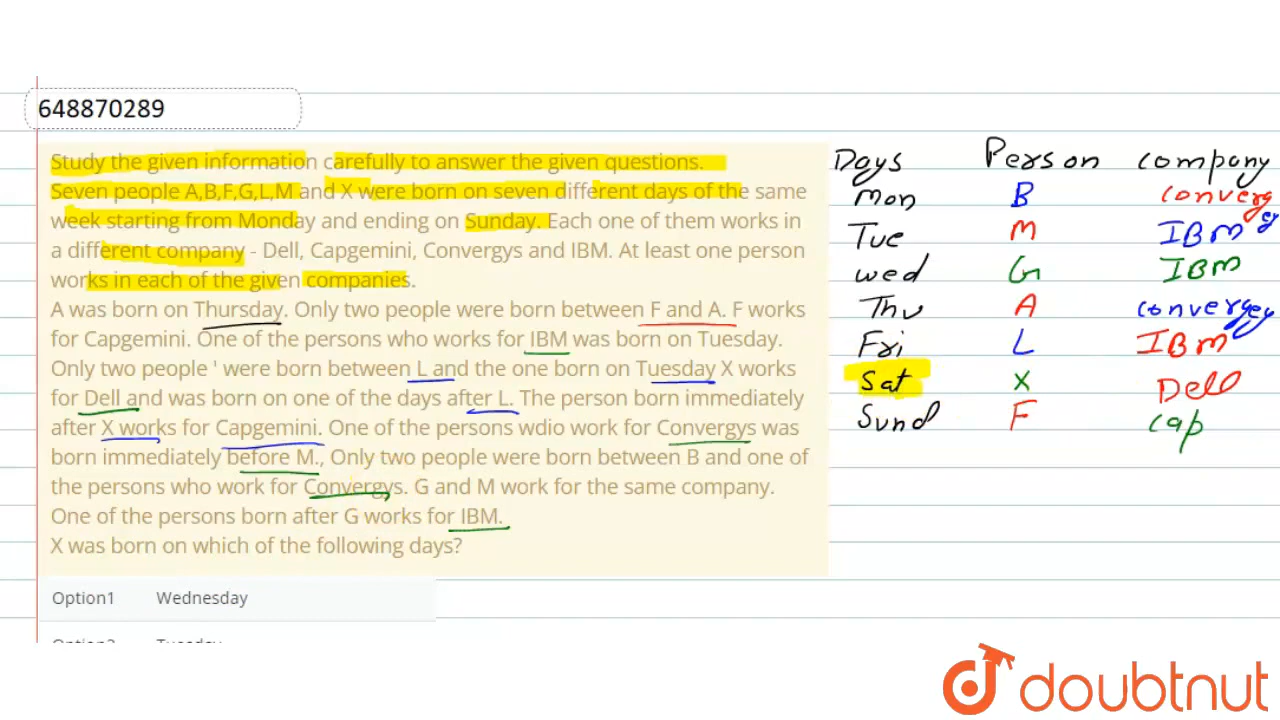 648870289
Study the given information carefully to answer the given questions.
Seven people A,B,F,G,L,M and X were born on seven different days of the same
week starting from Monday and ending on Sunday. Each one of them works in
a different company - Dell, Capgemini, Convergys and IBM. At least one person
works in each of the given companies.
A was born on Thursday. Only two people were born between F and A. F works
for Capgemini. One of the persons who works for IBM was born on Tuesday.
Only two people ' were born between L and the one born on Tuesday X works
for Dell and was born on one of the days after L. The person born immediately
after X works for Capgemini. One of the persons wdio work for Convergys was
born immediately before M., Only two people were born between B and one of
the persons who work for Convergys. G and M work for the same company.
One of the persons born after G works for IBM.
X was born on which of the following days?
Option1 Wednesday
Days Person company
Mon B convergey
Tue M IBM
wed G IBM
Thu A convergey
Fri L IBM
Sat X Dell
Sund F cap
doubtnut